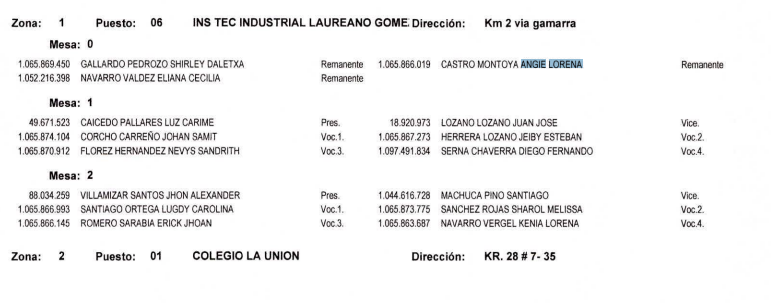 Zona: 1 Puesto: 06 INS TEC INDUSTRIAL LAUREANO GOME. Dirección: Km 2 via gamarra
Mesa: 0
1.065.869.450 GALLARDO PEDROZO SHIRLEY DALETXA Remanente 1.065.866.019 CASTRO MONTOYA ANGIE LORENA Remanente
1.052.216.398 NAVARRO VALDEZ ELIANA CECILIA Remanente
Mesa: 1
49.671.523 CAICEDO PALLARES LUZ CARIME Pres. 18.920.973 LOZANO LOZANO JUAN JOSE Vice.
1.065.874.104 CORCHO CARREÑO JOHAN SAMIT Voc.1. 1.065.867.273 HERRERA LOZANO JEIBY ESTEBAN Voc.2.
1.065.870.912 FLOREZ HERNANDEZ NEVYS SANDRITH Voc.3. 1.097.491.834 SERNA CHAVERRA DIEGO FERNANDO Voc.4.
Mesa: 2
88.034.259 VILLAMIZAR SANTOS JHON ALEXANDER Pres. 1.044.616.728 MACHUCA PINO SANTIAGO Vice.
1.065.866.993 SANTIAGO ORTEGA LUGDY CAROLINA Voc.1. 1.065.873.775 SANCHEZ ROJAS SHAROL MELISSA Voc.2.
1.065.866.145 ROMERO SARABIA ERICK JHOAN Voc.3. 1.065.863.687 NAVARRO VERGEL KENIA LORENA Voc.4.
Zona: 2 Puesto: 01 COLEGIO LA UNION Dirección: KR. 28 # 7- 35